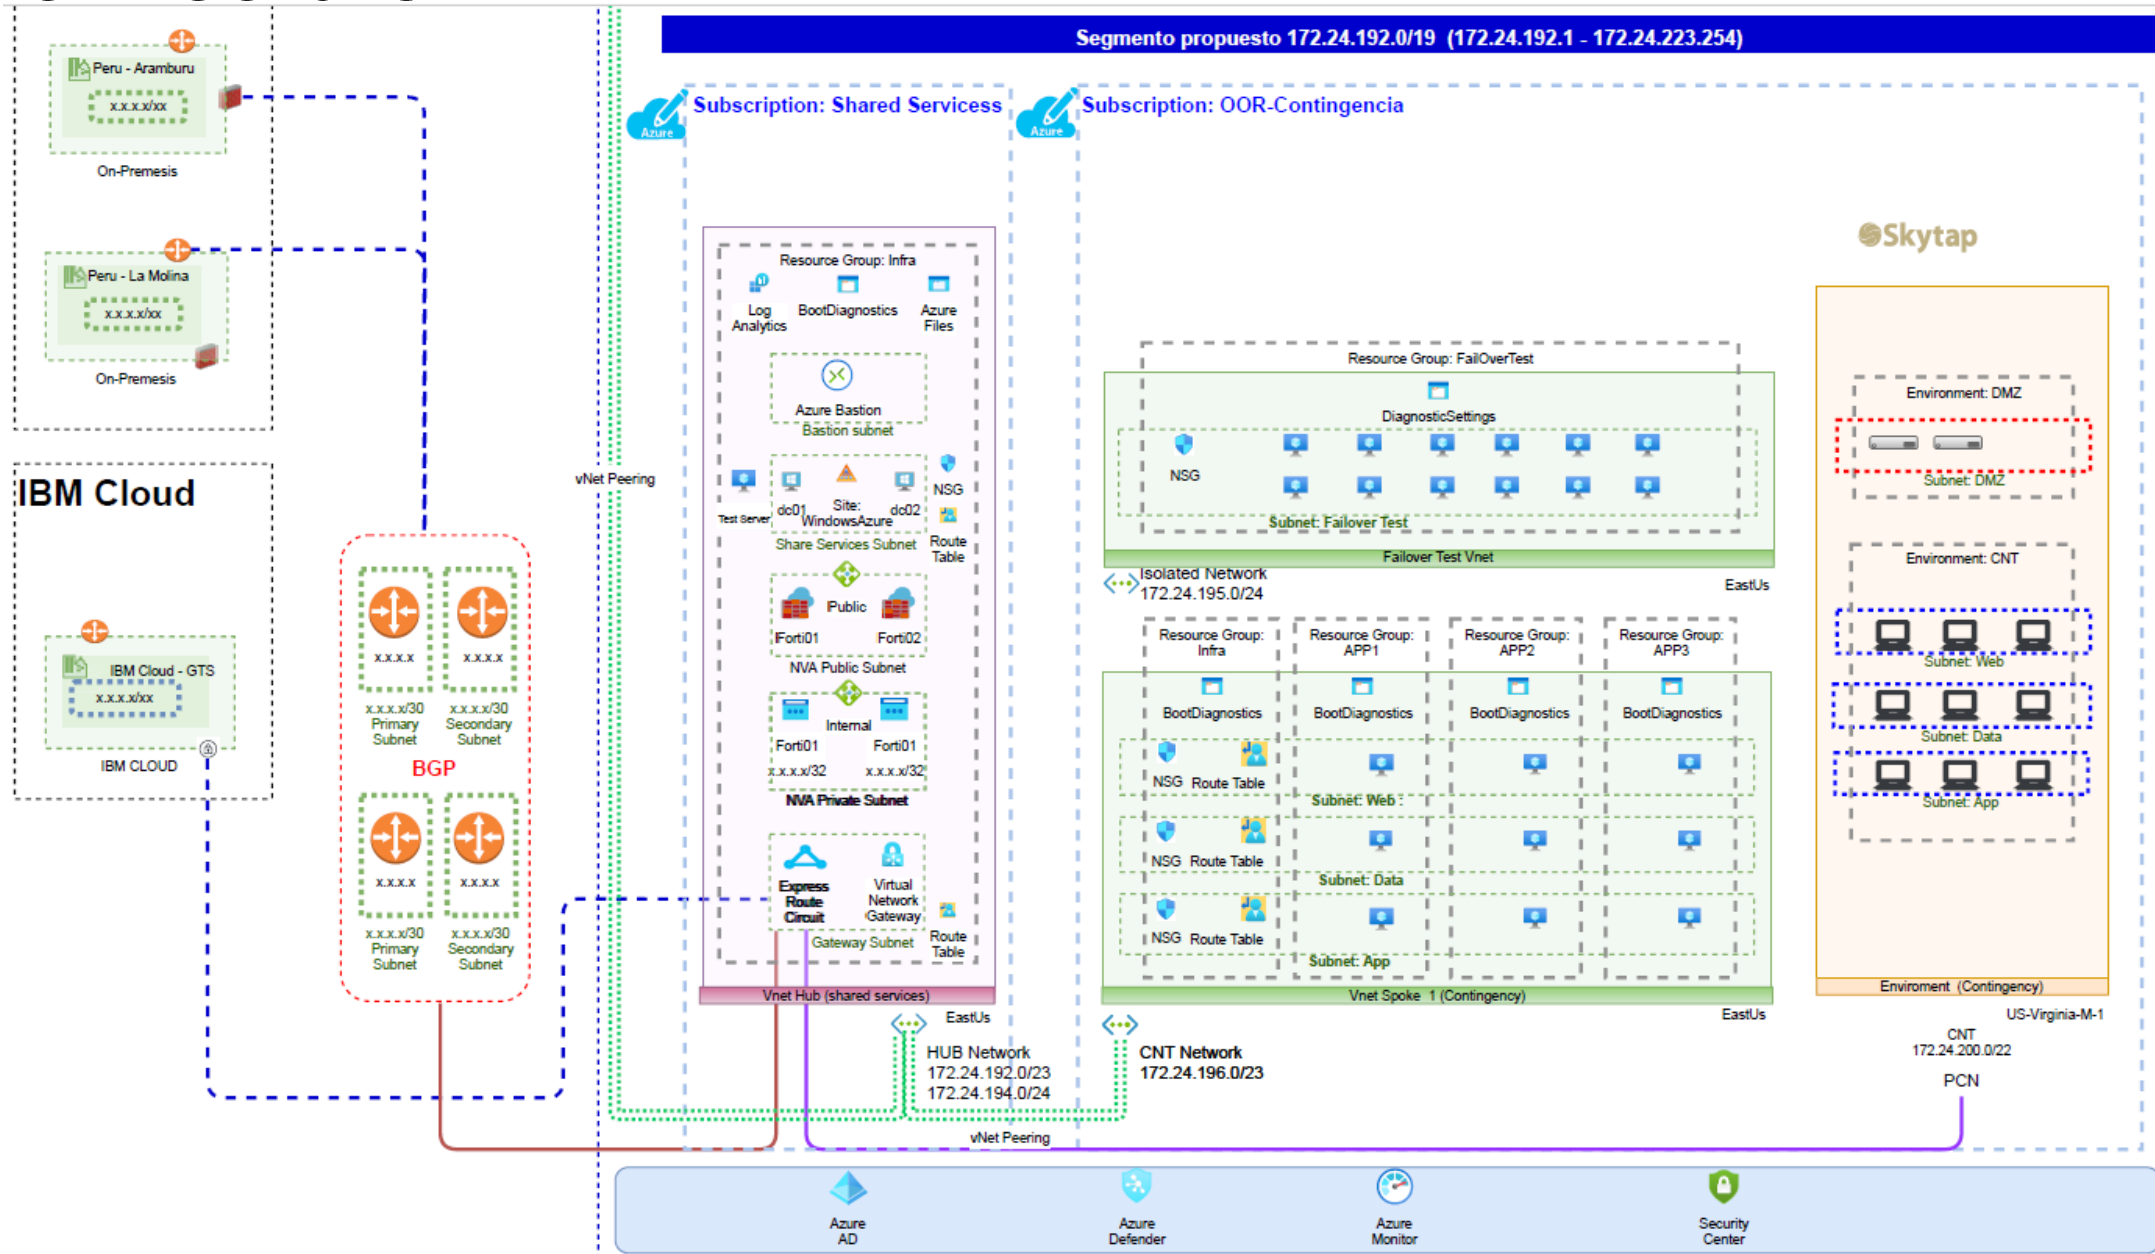 Segmento propuesto 172.24.192.0/19 (172.24.192.1 - 172.24.223.254)
Peru - Aramburu
x.x.x.x/xx
On-Premesis
Peru - La Molina
x.x.x.x/xx
On-Premesis
IBM Cloud
IBM Cloud - GTS
x.x.x.x/xx
IBM CLOUD
x.x.x.x
x.x.x.x
x.x.x.x/30
Primary
Subnet
x.x.x.x/30
Secondary
Subnet
BGP
x.x.x.x
x.x.x.x
x.x.x.x/30
Primary
Subnet
x.x.x.x/30
Secondary
Subnet
vNet Peering
Azure
Subscription: Shared Servicess
Resource Group: Infra
Log
Analytics
BootDiagnostics
Azure
Files
Azure Bastion
Bastion subnet
Test Server
dc01
Site:
WindowsAzure
dc02
NSG
Share Services Subnet
Route
Table
IPublic
IForti01
Forti02
NVA Public Subnet
Internal
Forti01
Forti01
x.x.x.x/32
x.x.x.x/32
NVA Private Subnet
Express
Route
Circuit
Virtual
Network
Gateway
Gateway Subnet
Route
Table
Vnet Hub (shared services)
EastUs
HUB Network
172.24.192.0/23
172.24.194.0/24
vNet Peering
Azure
Subscription: OOR-Contingencia
Resource Group: FailOverTest
DiagnosticSettings
NSG
Subnet: Failover Test
Failover Test Vnet
Isolated Network
172.24.195.0/24
EastUs
Resource Group:
Infra
Resource Group:
APP1
Resource Group:
APP2
Resource Group:
APP3
BootDiagnostics
BootDiagnostics
BootDiagnostics
BootDiagnostics
NSG
Route Table
Subnet: Web :
NSG
Route Table
Subnet: Data
NSG
Route Table
Subnet: App
Vnet Spoke 1 (Contingency)
EastUs
CNT Network
172.24.196.0/23
Skytap
Environment: DMZ
Subnet: DMZ
Environment: CNT
Subnet: Web
Subnet: Data
Subnet: App
Enviroment (Contingency)
US-Virginia-M-1
CNT
172.24.200.0/22
PCN
Azure
AD
Azure
Defender
Azure
Monitor
Security
Center